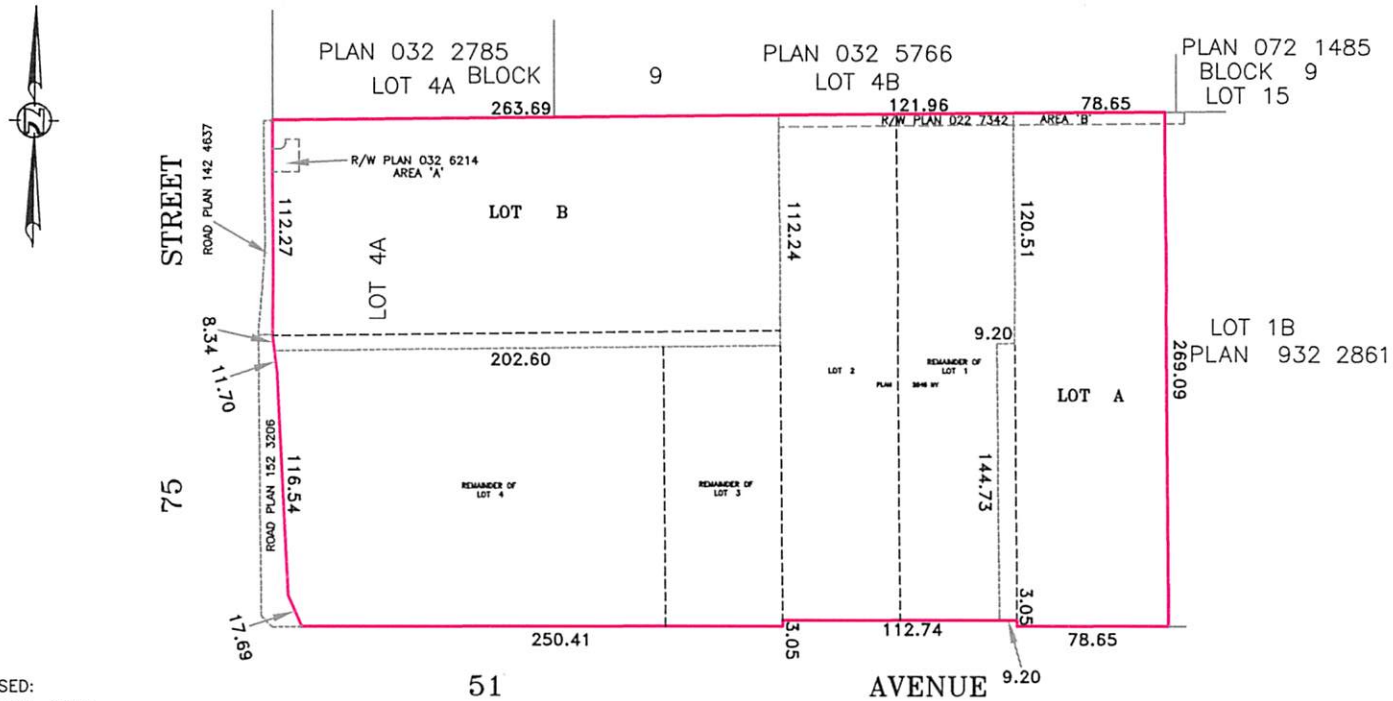 PLAN 032 2785
LOT 4A BLOCK 9
PLAN 032 5766
LOT 4B
PLAN 072 1485
BLOCK 9
LOT 15
263.69
121.96
78.65
R/W PLAN 022 7342 AREA 'B'
R/W PLAN 032 6214
AREA 'A'
STREET
ROAD PLAN 142 4637
112.27
LOT B
LOT 4A
112.24
120.51
8.34
11.70
202.60
9.20
LOT 1B
PLAN 932 2861
269.09
LOT 2
REMAINDER OF
LOT 1
PLAN
LOT A
75
ROAD PLAN 152 3206
116.54
REMAINDER OF
LOT 4
REMAINDER OF
LOT 3
144.73
17.69
250.41
3.05
112.74
3.05
9.20
78.65
51 AVENUE
SED: